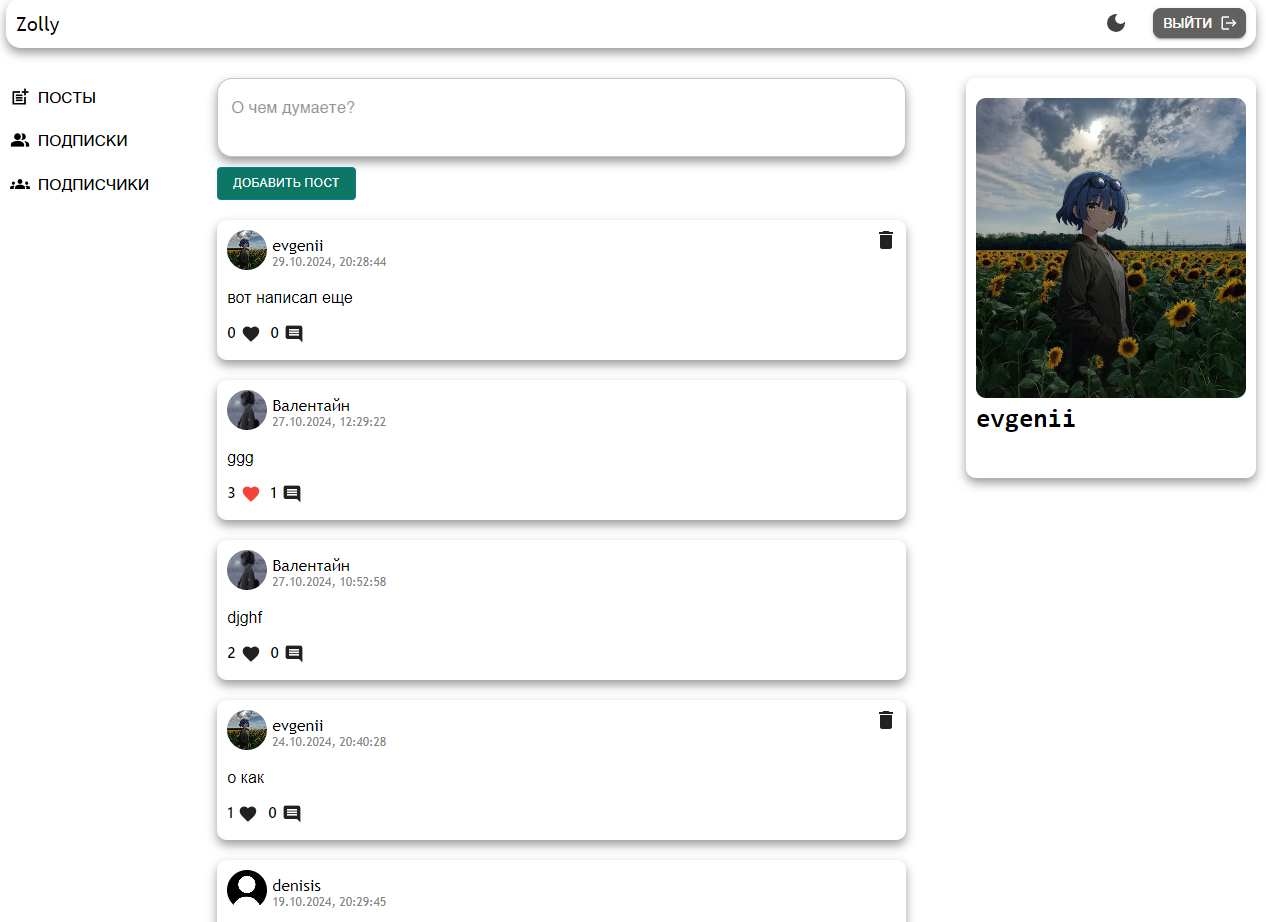 Zolly
ВЫЙТИ
ПОСТЫ
ПОДПИСКИ
ПОДПИСЧИКИ
О чем думаете?
ДОБАВИТЬ ПОСТ
evgenii
29.10.2024, 20:28:44
вот написал еще
0 0
Валентайн
27.10.2024, 12:29:22
ggg
3 1
Валентайн
27.10.2024, 10:52:58
djghf
2 0
evgenii
24.10.2024, 20:40:28
о как
1 0
denisis
19.10.2024, 20:29:45
evgenii